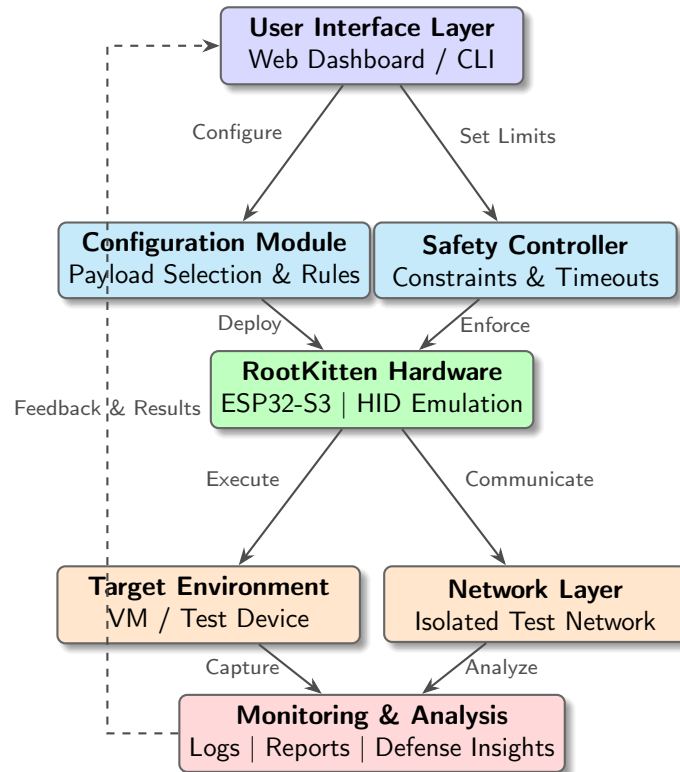 User Interface Layer
Web Dashboard / CLI
Configure
Set Limits
Configuration Module
Payload Selection & Rules
Safety Controller
Constraints & Timeouts
Deploy
Enforce
RootKitten Hardware
ESP32-S3 | HID Emulation
Feedback & Results
Execute
Communicate
Target Environment
VM / Test Device
Network Layer
Isolated Test Network
Capture
Analyze
Monitoring & Analysis
Logs | Reports | Defense Insights